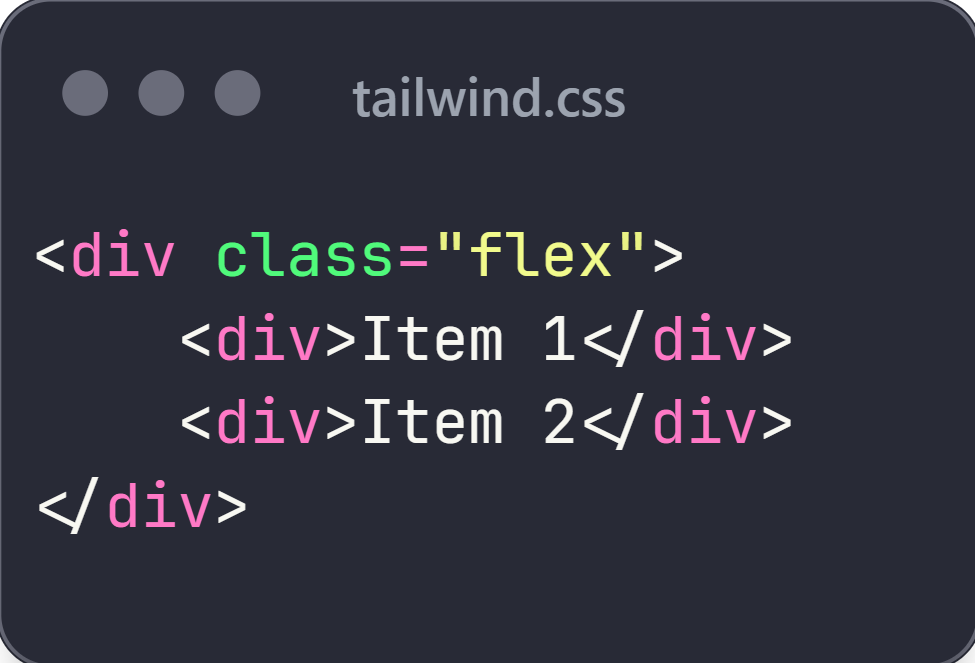 tailwind.css
<div class="flex">
    <div>Item 1</div>
    <div>Item 2</div>
</div>